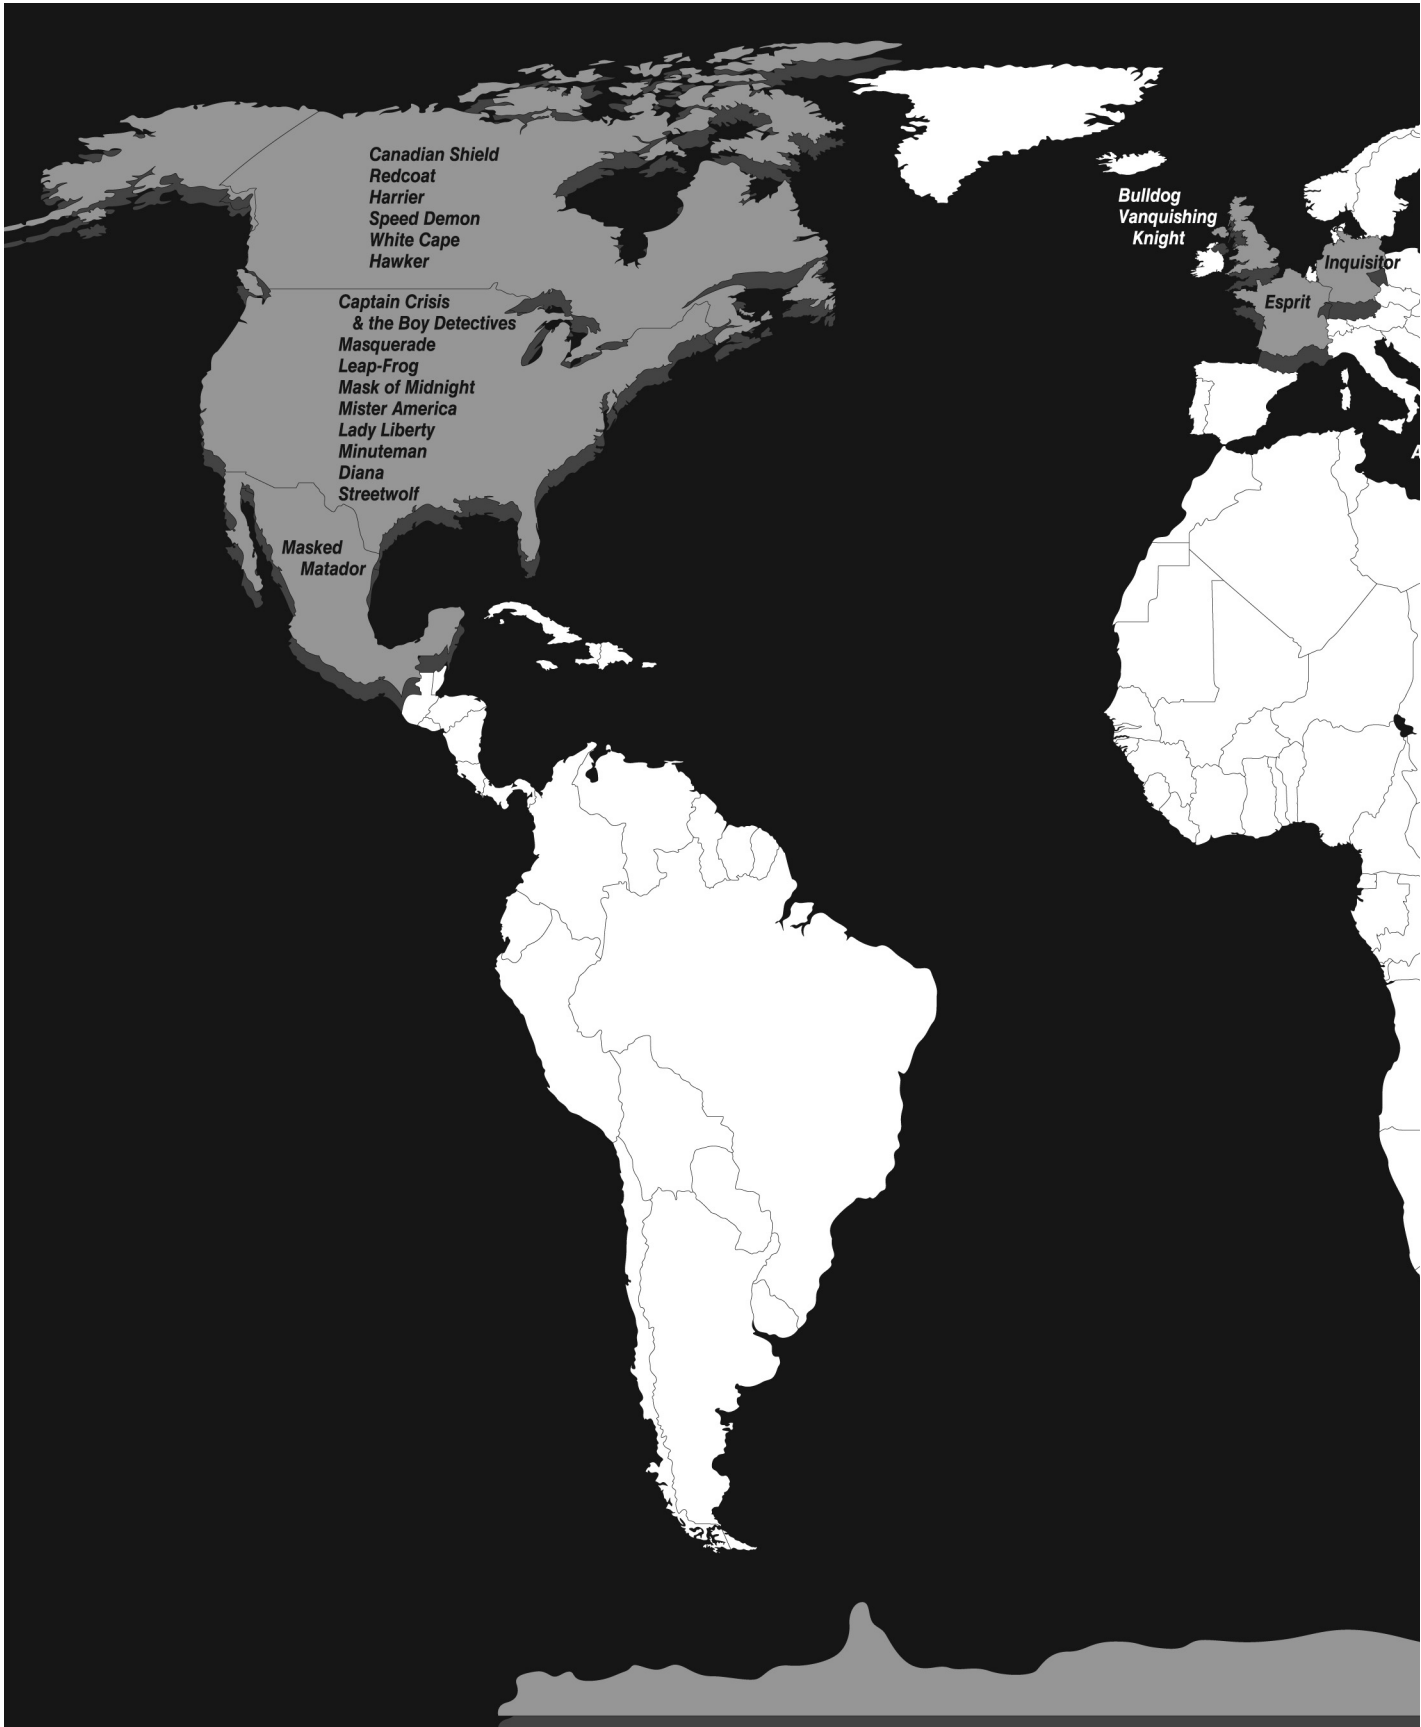 Canadian Shield
Redcoat
Harrier
Speed Demon
White Cape
Hawker
Captain Crisis
& the Boy Detectives
Masquerade
Leap-Frog
Mask of Midnight
Mister America
Lady Liberty
Minuteman
Diana
Streetwolf
Masked
Matador
Bulldog
Vanquishing
Knight
Inquisitor
Esprit